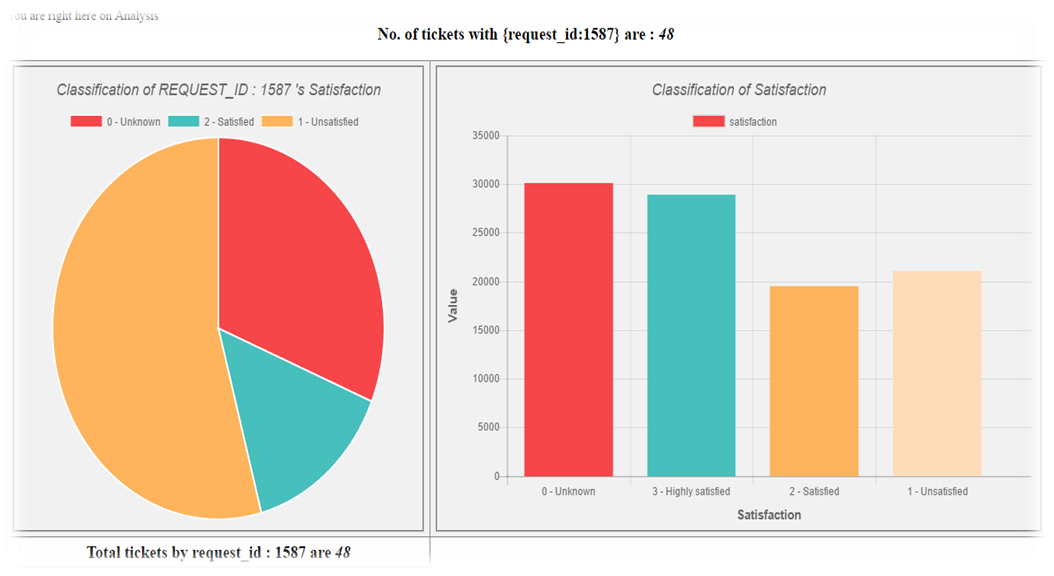 You are right here on Analysis
No. of tickets with {request_id:1587} are : 48
Classification of REQUEST_ID : 1587 's Satisfaction
0 - Unknown 2 - Satisfied 1 - Unsatisfied
Total tickets by request_id : 1587 are 48
Classification of Satisfaction
satisfaction
35000
30000
25000
20000
15000
10000
5000
0
Value
0 - Unknown 3 - Highly satisfied 2 - Satisfied 1 - Unsatisfied
Satisfaction